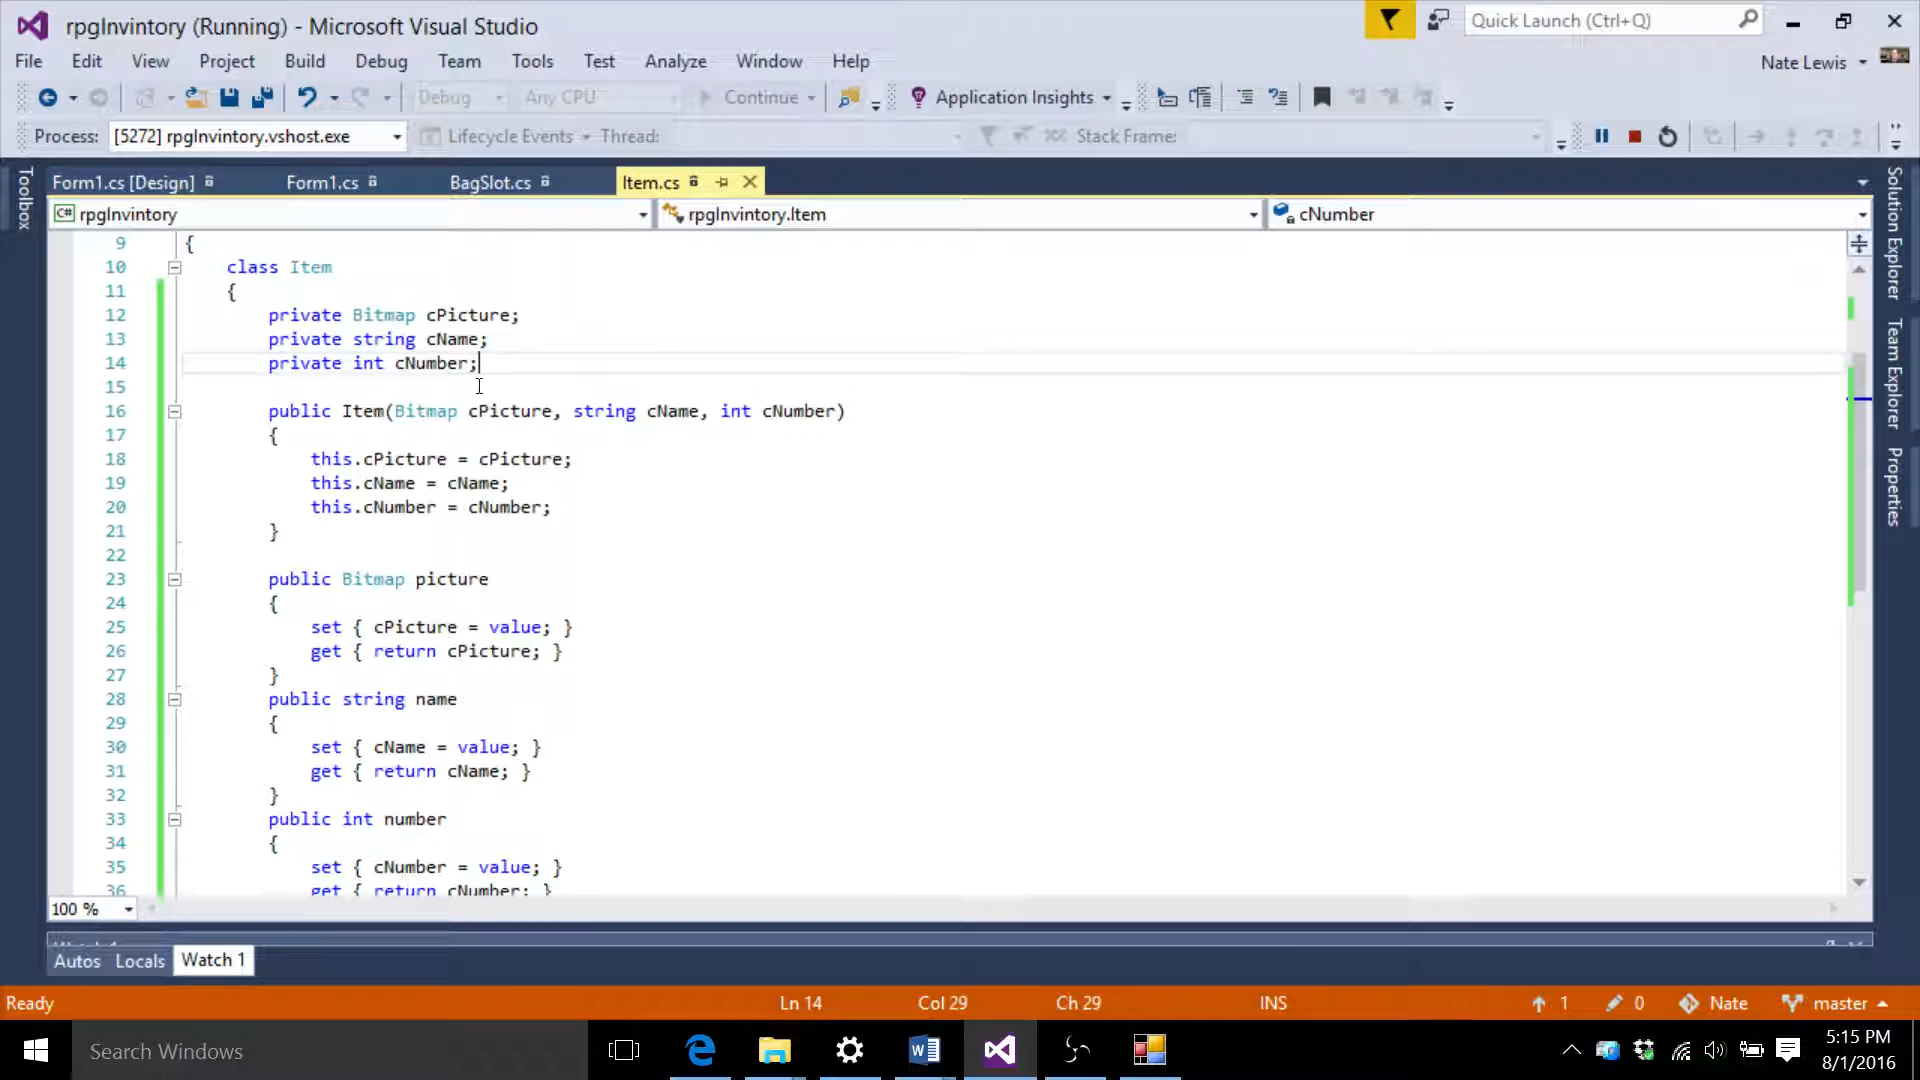 rpgInvintory (Running) - Microsoft Visual Studio
Quick Launch (Ctrl+Q)
File Edit View Project Build Debug Team Tools Test Analyze Window Help
Nate Lewis
Debug Any CPU Continue Application Insights
Process: [5272] rpgInvintory.vshost.exe Lifecycle Events Thread: Stack Frame:
Toolbox
Form1.cs [Design] Form1.cs BagSlot.cs Item.cs
C# rpgInvintory rpgInvintory.Item cNumber
Solution Explorer
Team Explorer
Properties
9 {
10 class Item
11 {
12 private Bitmap cPicture;
13 private string cName;
14 private int cNumber;
15
16 public Item(Bitmap cPicture, string cName, int cNumber)
17 {
18 this.cPicture = cPicture;
19 this.cName = cName;
20 this.cNumber = cNumber;
21 }
22
23 public Bitmap picture
24 {
25 set { cPicture = value; }
26 get { return cPicture; }
27 }
28 public string name
29 {
30 set { cName = value; }
31 get { return cName; }
32 }
33 public int number
34 {
35 set { cNumber = value; }
36 get { return cNumber; }
100 %
Watch 1
Autos Locals Watch 1
Ready Ln 14 Col 29 Ch 29 INS 1 0 Nate master
Search Windows
5:15 PM
8/1/2016